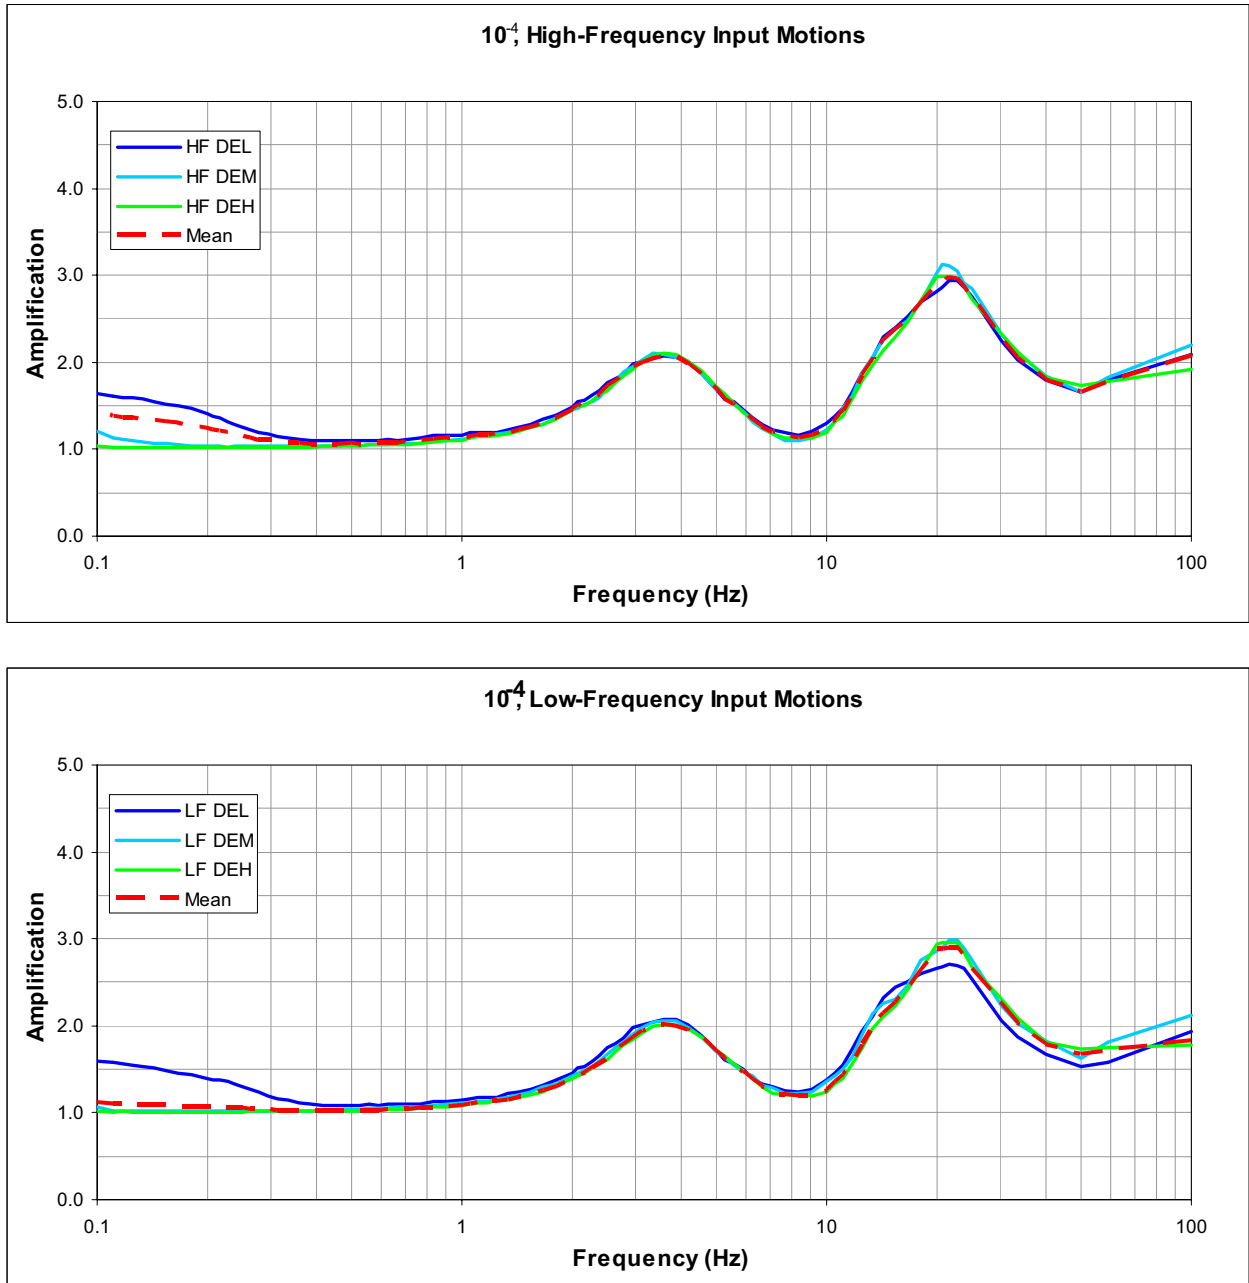 10-4, High-Frequency Input Motions
5.0
HF DEL
HF DEM
4.0
HF DEH
Mean
3.0
Amplification
2.0
1.0
0.0
0.1 1 10 100
Frequency (Hz)
10-4, Low-Frequency Input Motions
5.0
LF DEL
LF DEM
4.0
LF DEH
Mean
3.0
Amplification
2.0
1.0
0.0
0.1 1 10 100
Frequency (Hz)